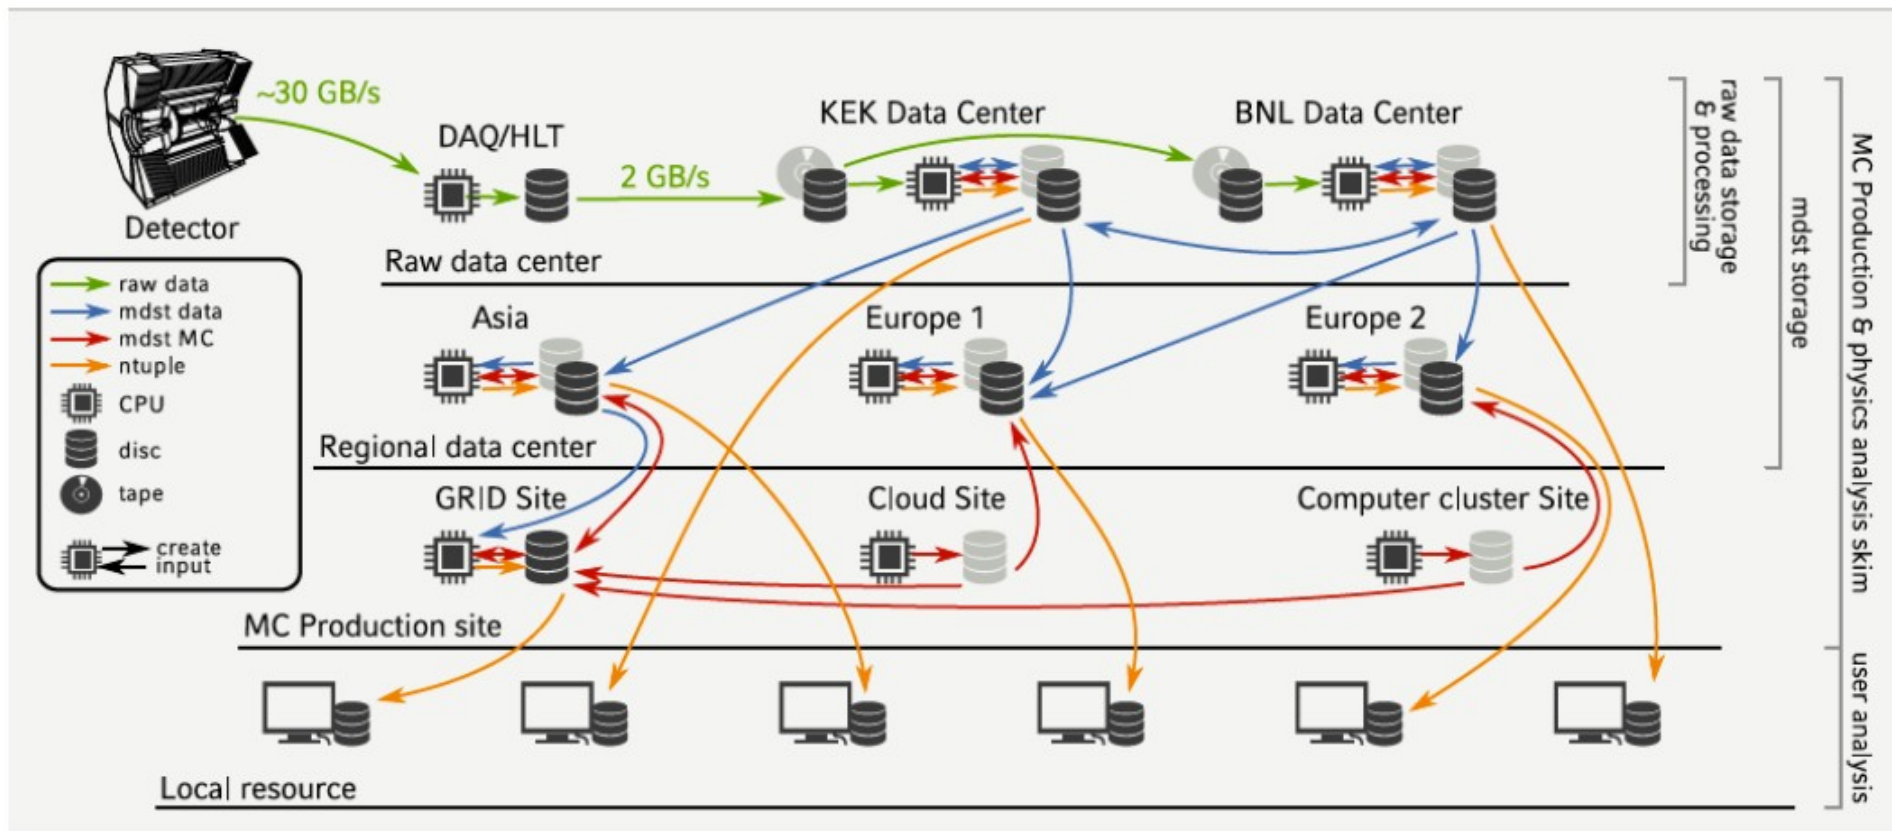 ~30 GB/s
DAQ/HLT
2 GB/s
KEK Data Center
BNL Data Center
Detector
Raw data center
raw data
mdst data
mdst MC
ntuple
CPU
disc
tape
create
input
Asia
Europe 1
Europe 2
Regional data center
GRID Site
Cloud Site
Computer cluster Site
MC Production site
Local resource
raw data storage
& processing
mdst storage
MC Production & physics analysis skim
user analysis